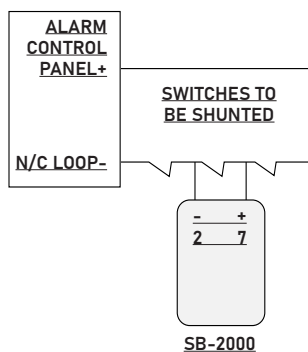 ALARM
CONTROL
PANEL+
SWITCHES TO
BE SHUNTED
N/C LOOP-
- +
2 7
SB-2000